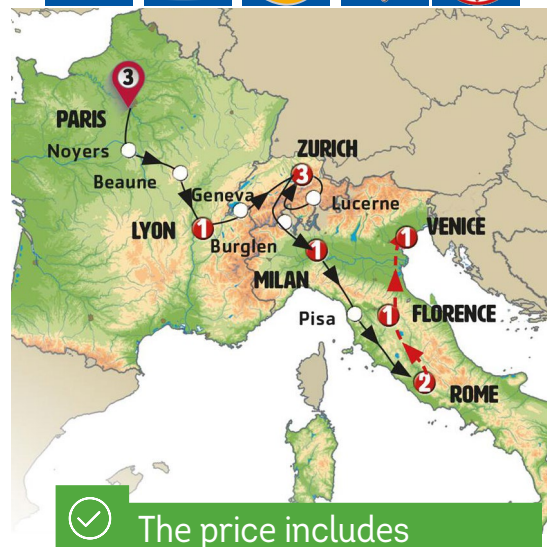 3
PARIS
Noyers
Beaune
ZURICH
3
Geneva
Lucerne
LYON
1
Burglen
1
VENICE
1
MILAN
Pisa
1
FLORENCE
2
ROME
The price includes